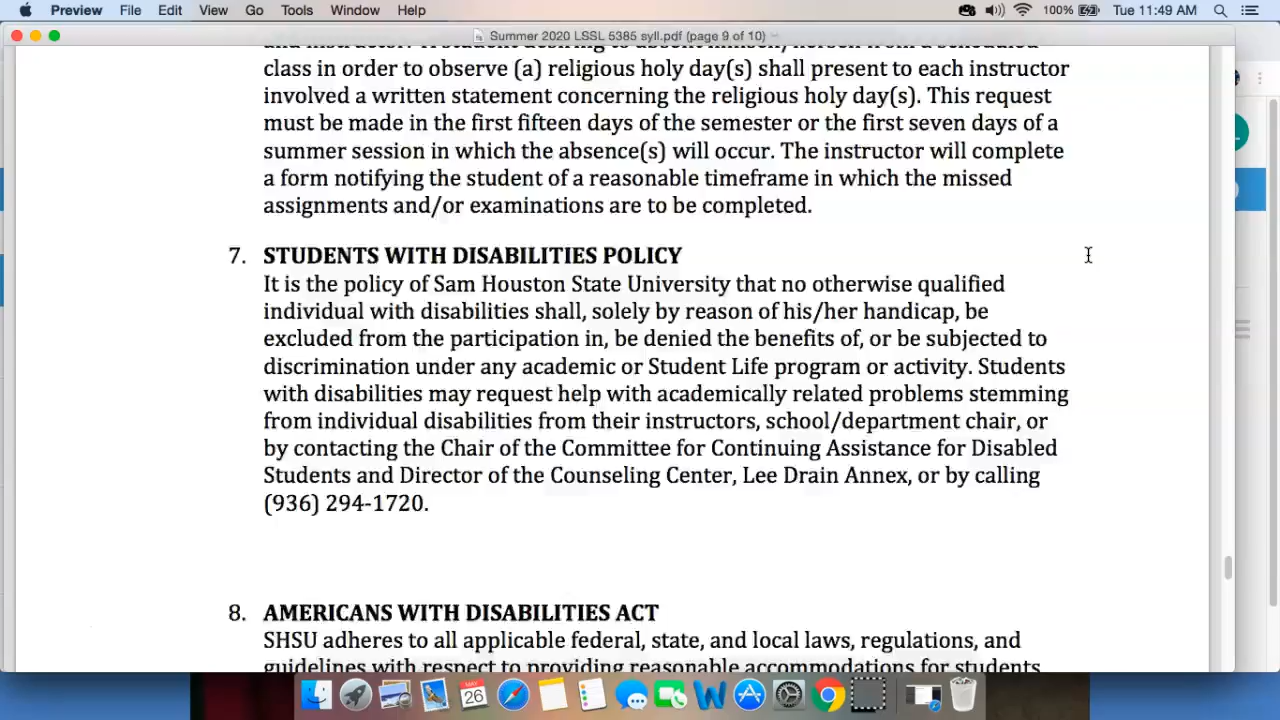 Preview File Edit View Go Tools Window Help 100% Tue 11:49 AM
Summer 2020 LSSL 5385 syll.pdf (page 9 of 10)
class in order to observe (a) religious holy day(s) shall present to each instructor
involved a written statement concerning the religious holy day(s). This request
must be made in the first fifteen days of the semester or the first seven days of a
summer session in which the absence(s) will occur. The instructor will complete
a form notifying the student of a reasonable timeframe in which the missed
assignments and/or examinations are to be completed.
7. STUDENTS WITH DISABILITIES POLICY
It is the policy of Sam Houston State University that no otherwise qualified
individual with disabilities shall, solely by reason of his/her handicap, be
excluded from the participation in, be denied the benefits of, or be subjected to
discrimination under any academic or Student Life program or activity. Students
with disabilities may request help with academically related problems stemming
from individual disabilities from their instructors, school/department chair, or
by contacting the Chair of the Committee for Continuing Assistance for Disabled
Students and Director of the Counseling Center, Lee Drain Annex, or by calling
(936) 294-1720.
8. AMERICANS WITH DISABILITIES ACT
SHSU adheres to all applicable federal, state, and local laws, regulations, and
guidelines with respect to providing reasonable accommodations for students
26